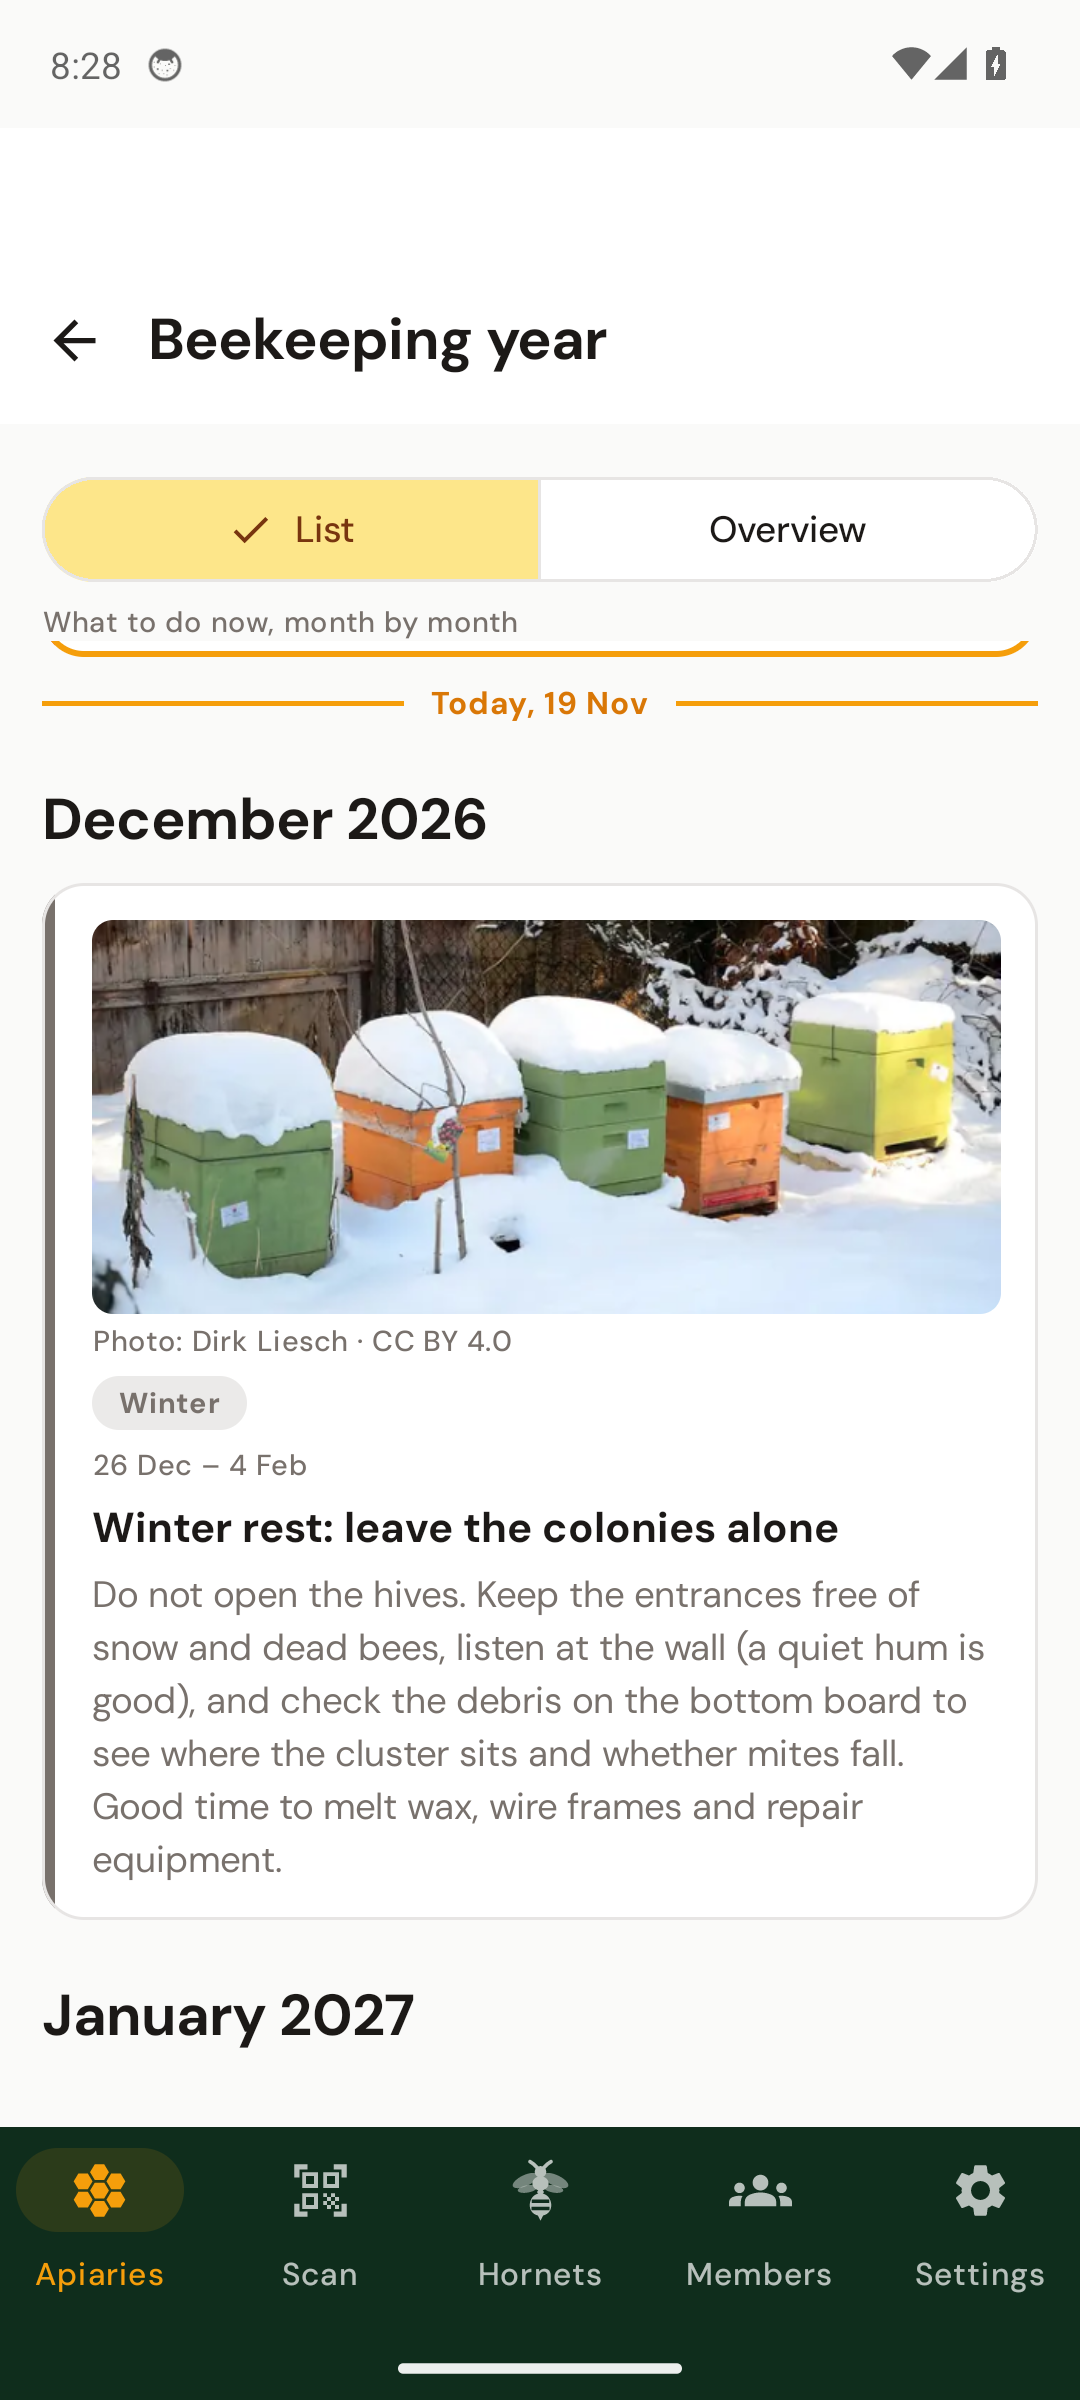 8:28
Beekeeping year
List
Overview
What to do now, month by month
Today, 19 Nov
December 2026
Photo: Dirk Liesch · CC BY 4.0
Winter
26 Dec – 4 Feb
Winter rest: leave the colonies alone
Do not open the hives. Keep the entrances free of
snow and dead bees, listen at the wall (a quiet hum is
good), and check the debris on the bottom board to
see where the cluster sits and whether mites fall.
Good time to melt wax, wire frames and repair
equipment.
January 2027
Apiaries
Scan
Hornets
Members
Settings